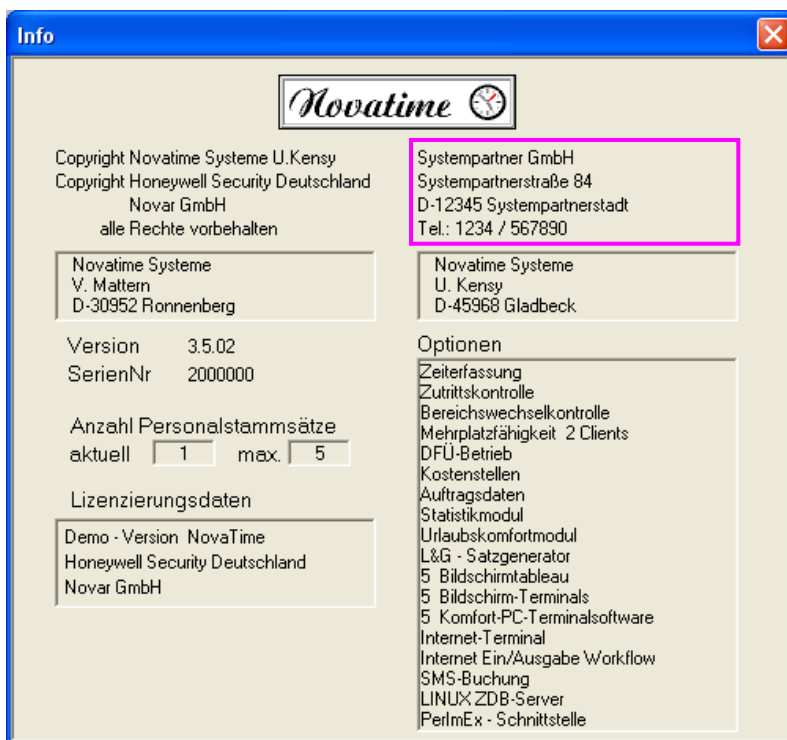 Info
Novatime
Copyright Novatime Systeme U.Kensy
Copyright Honeywell Security Deutschland
Novar GmbH
alle Rechte vorbehalten
Systempartner GmbH
Systempartnerstraße 84
D-12345 Systempartnerstadt
Tel.: 1234 / 567890
Novatime Systeme
V. Mattern
D-30952 Ronnenberg
Novatime Systeme
U. Kensy
D-45968 Gladbeck
Version 3.5.02
SerienNr 2000000
Anzahl Personalstammsätze
aktuell 1 max. 5
Lizenzierungsdaten
Demo - Version NovaTime
Honeywell Security Deutschland
Novar GmbH
Optionen
Zeiterfassung
Zutrittskontrolle
Bereichswechselkontrolle
Mehrplatzfähigkeit 2 Clients
DFÜ-Betrieb
Kostenstellen
Auftragsdaten
Statistikmodul
Urlaubskomfortmodul
L&G - Satzgenerator
5 Bildschirmtableau
5 Bildschirm-Terminals
5 Komfort-PC-Terminalsoftware
Internet-Terminal
Internet Ein/Ausgabe Workflow
SMS-Buchung
LINUX ZDB-Server
PerImEx - Schnittstelle